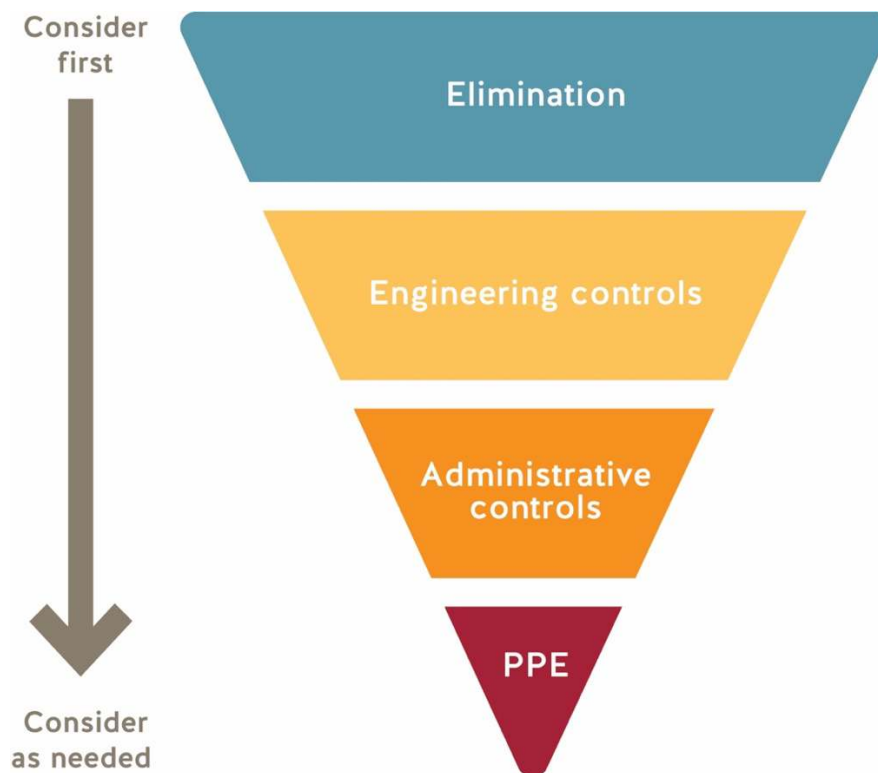 Consider
first
Elimination
Engineering controls
Administrative
controls
PPE
Consider
as needed